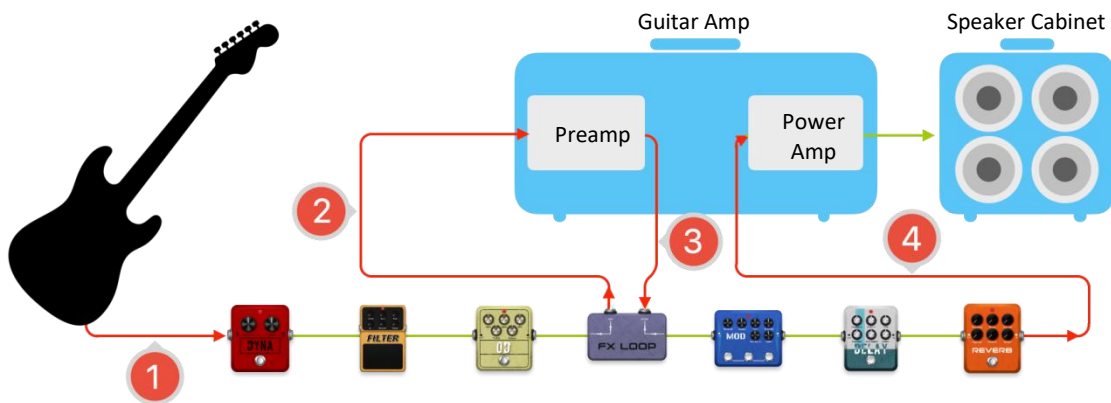 Guitar Amp
Speaker Cabinet
Preamp
Power
Amp
2
3
4
1
DYNA
FILTER
OD
FX LOOP
MOD
DELAY
REVERB